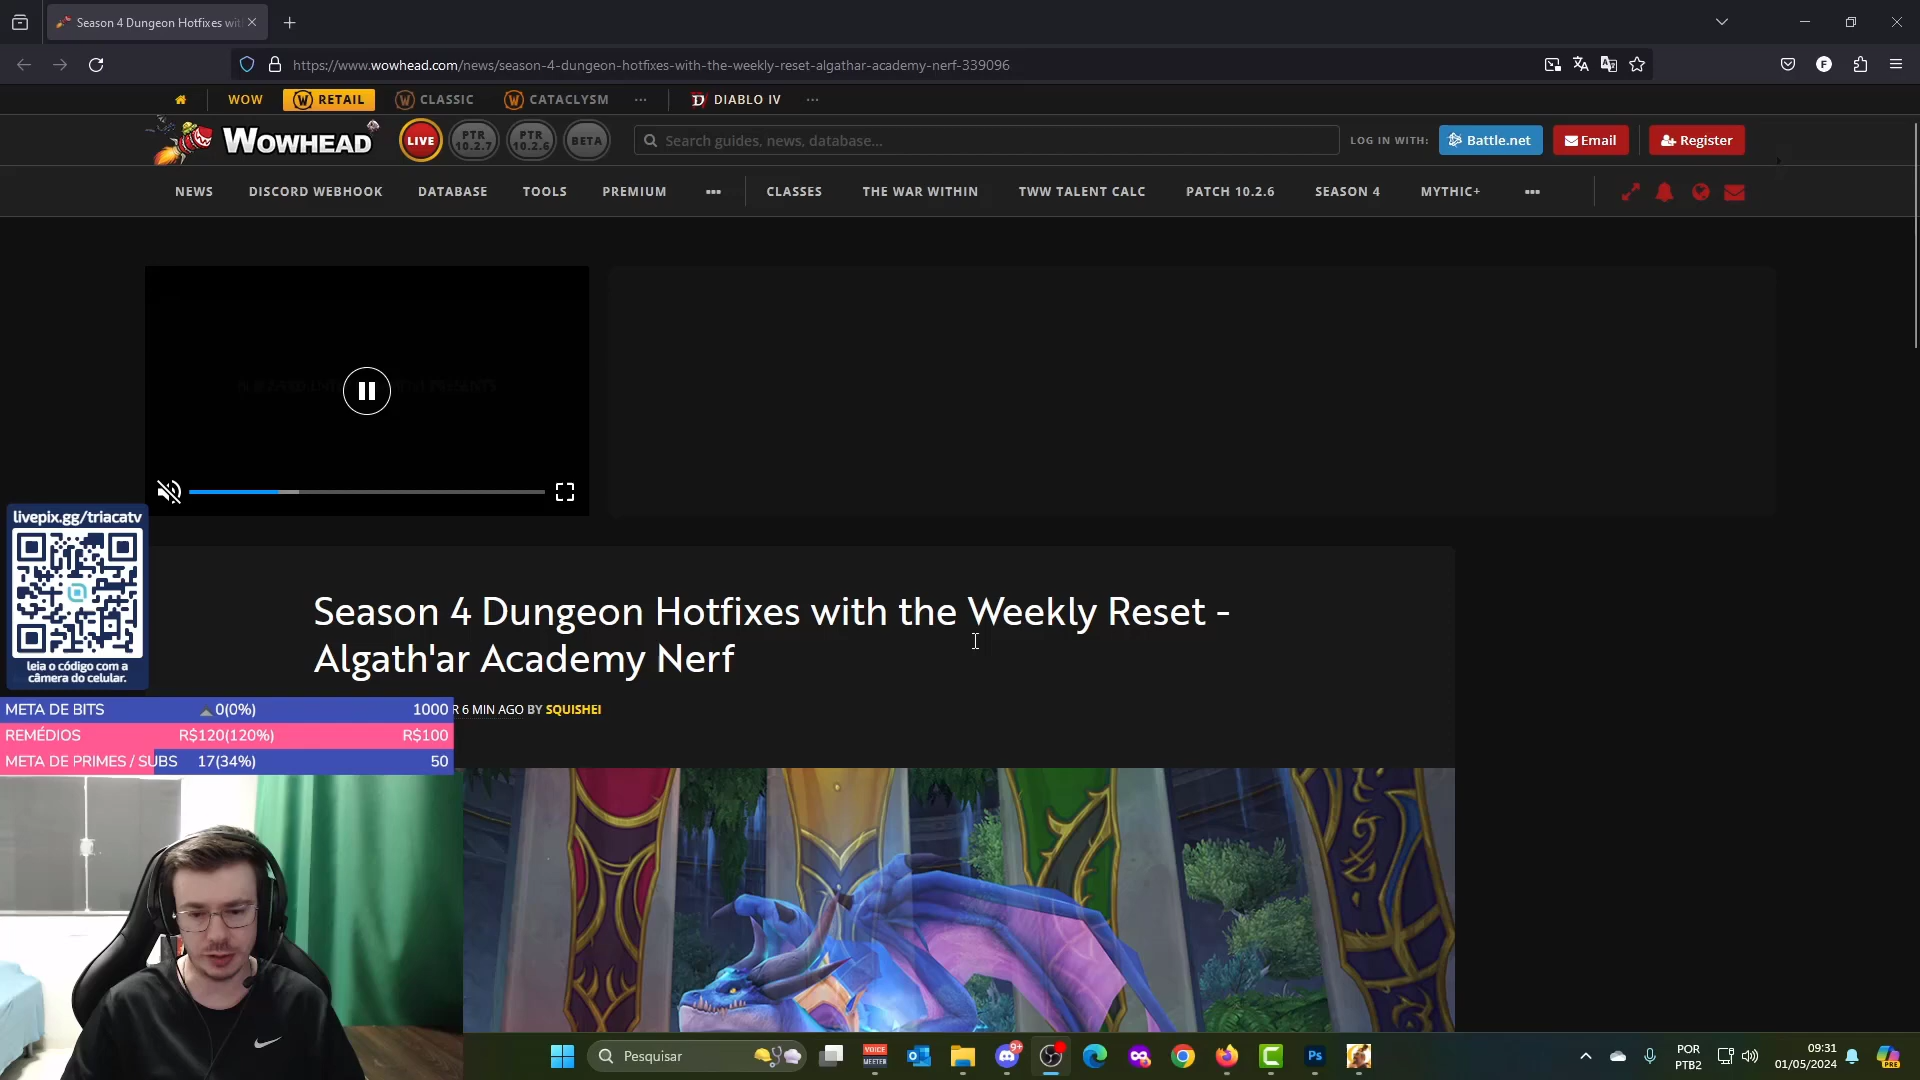 Season 4 Dungeon Hotfixes wit
https://www.wowhead.com/news/season-4-dungeon-hotfixes-with-the-weekly-reset-algathar-academy-nerf-339096
WOW
RETAIL
CLASSIC
CATACLYSM
DIABLO IV
WOWHEAD
LIVE
PTR 10.2.7
PTR 10.2.6
BETA
Search guides, news, database...
LOG IN WITH:
Battle.net
Email
Register
NEWS
DISCORD WEBHOOK
DATABASE
TOOLS
PREMIUM
CLASSES
THE WAR WITHIN
TWW TALENT CALC
PATCH 10.2.6
SEASON 4
MYTHIC+
livepix.gg/triacatv
leia o código com a
câmera do celular.
Season 4 Dungeon Hotfixes with the Weekly Reset -
Algath'ar Academy Nerf
R 6 MIN AGO BY SQUISHEI
META DE BITS 0(0%) 1000
REMÉDIOS R$120(120%) R$100
META DE PRIMES / SUBS 17(34%) 50
Pesquisar
VOICE
MEETER
9+
Ps
POR
PTB2
09:31
01/05/2024
PRE